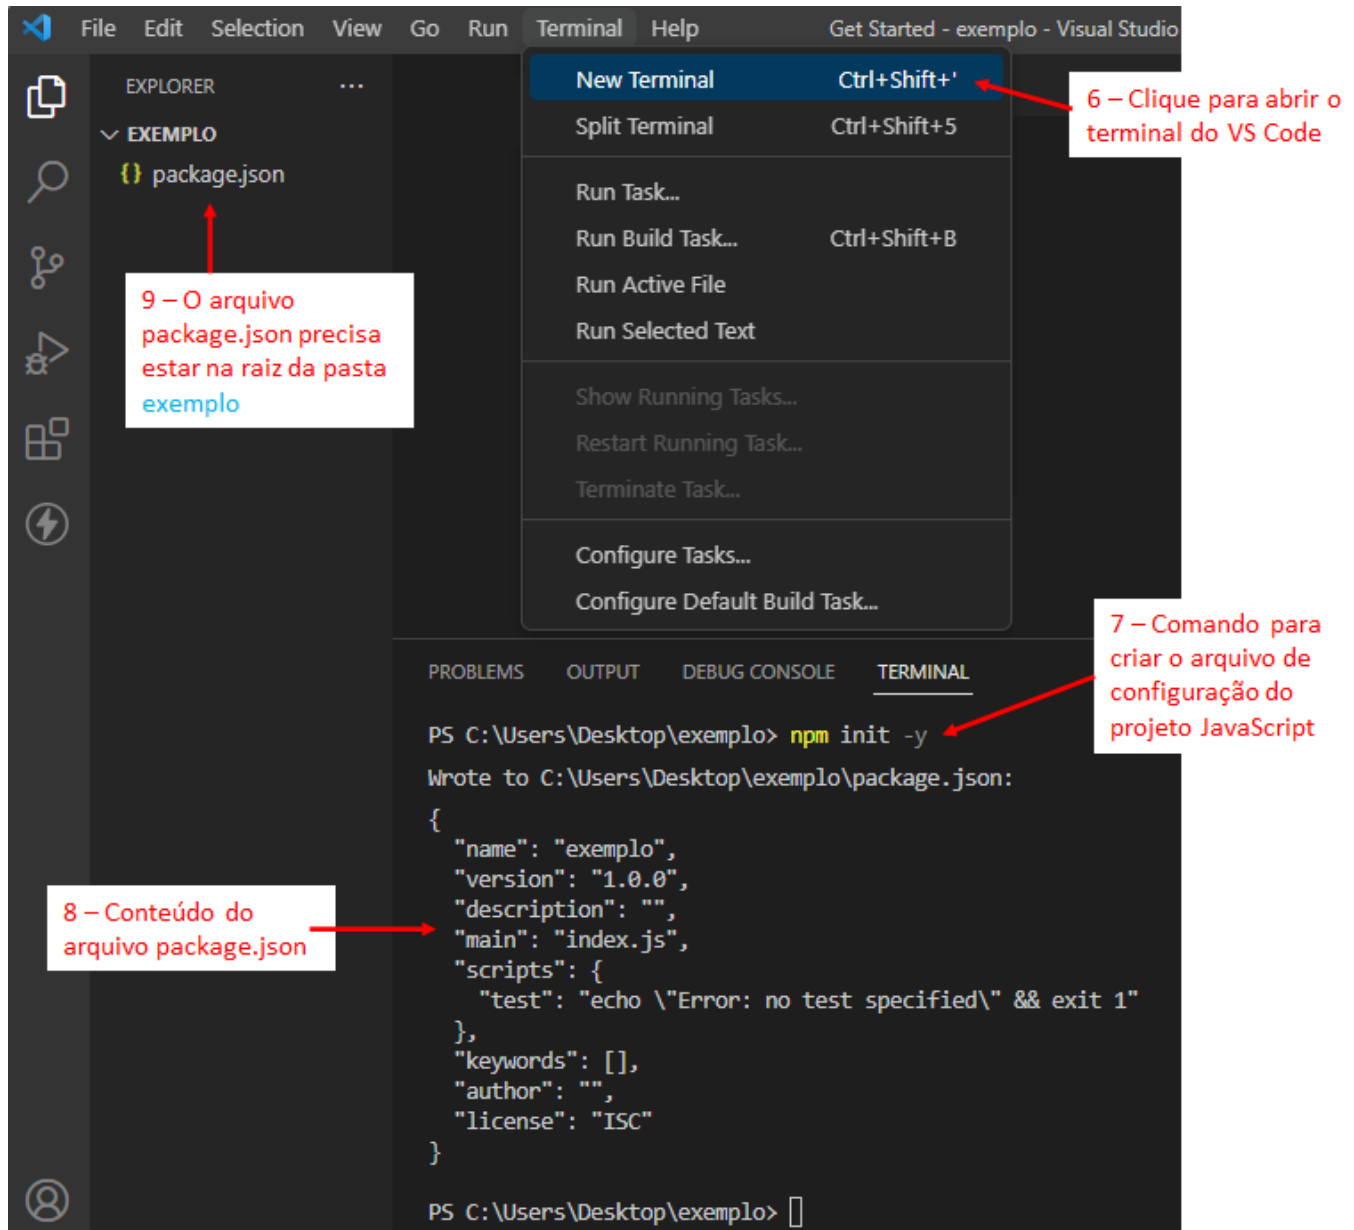 File Edit Selection View Go Run Terminal Help Get Started - exemplo - Visual Studio
EXPLORER ...
EXEMPLO
{} package.json
New Terminal Ctrl+Shift+'
Split Terminal Ctrl+Shift+5
Run Task...
Run Build Task... Ctrl+Shift+B
Run Active File
Run Selected Text
Show Running Tasks...
Restart Running Task...
Terminate Task...
Configure Tasks...
Configure Default Build Task...
6 – Clique para abrir o
terminal do VS Code
9 – O arquivo
package.json precisa
estar na raiz da pasta
exemplo
7 – Comando para
criar o arquivo de
configuração do
projeto JavaScript
PROBLEMS OUTPUT DEBUG CONSOLE TERMINAL
PS C:\Users\Desktop\exemplo> npm init -y
Wrote to C:\Users\Desktop\exemplo\package.json:
{
"name": "exemplo",
"version": "1.0.0",
"description": "",
"main": "index.js",
"scripts": {
"test": "echo \"Error: no test specified\" && exit 1"
},
"keywords": [],
"author": "",
"license": "ISC"
}
8 – Conteúdo do
arquivo package.json
PS C:\Users\Desktop\exemplo>